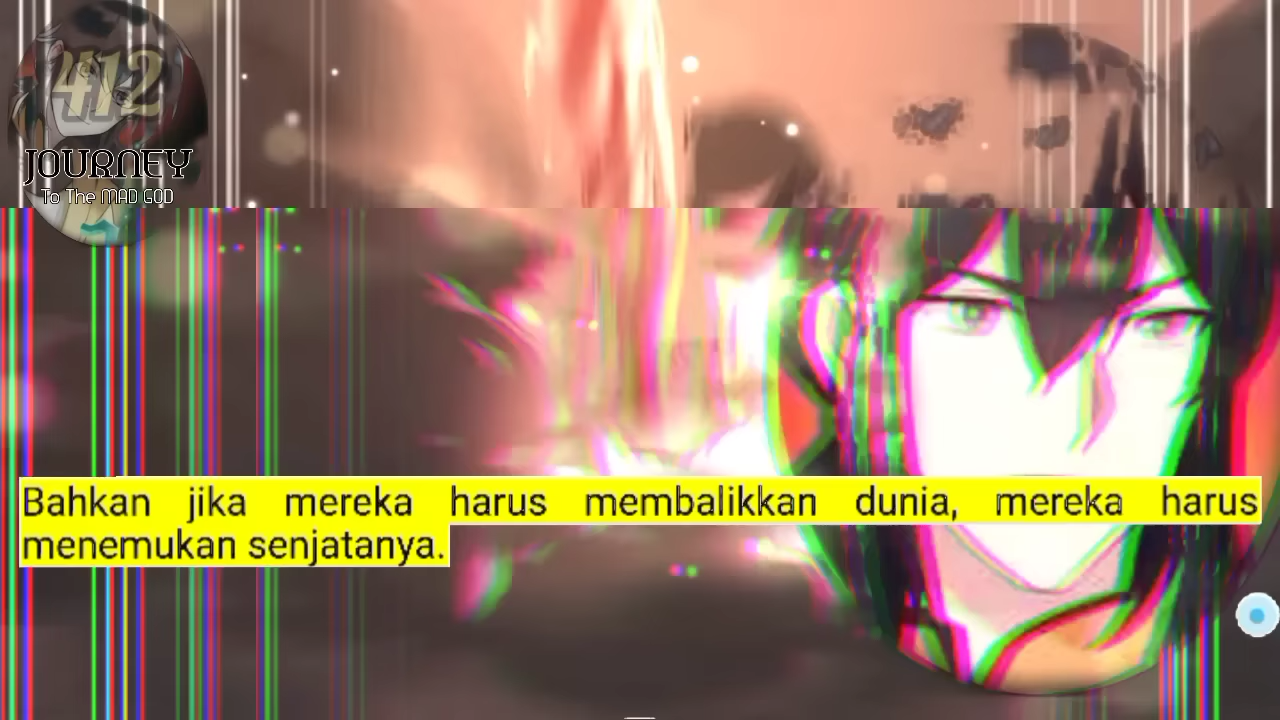 412
JOURNEY
To The MAD GOD
Bahkan jika mereka harus membalikkan dunia, mereka harus
menemukan senjatanya.